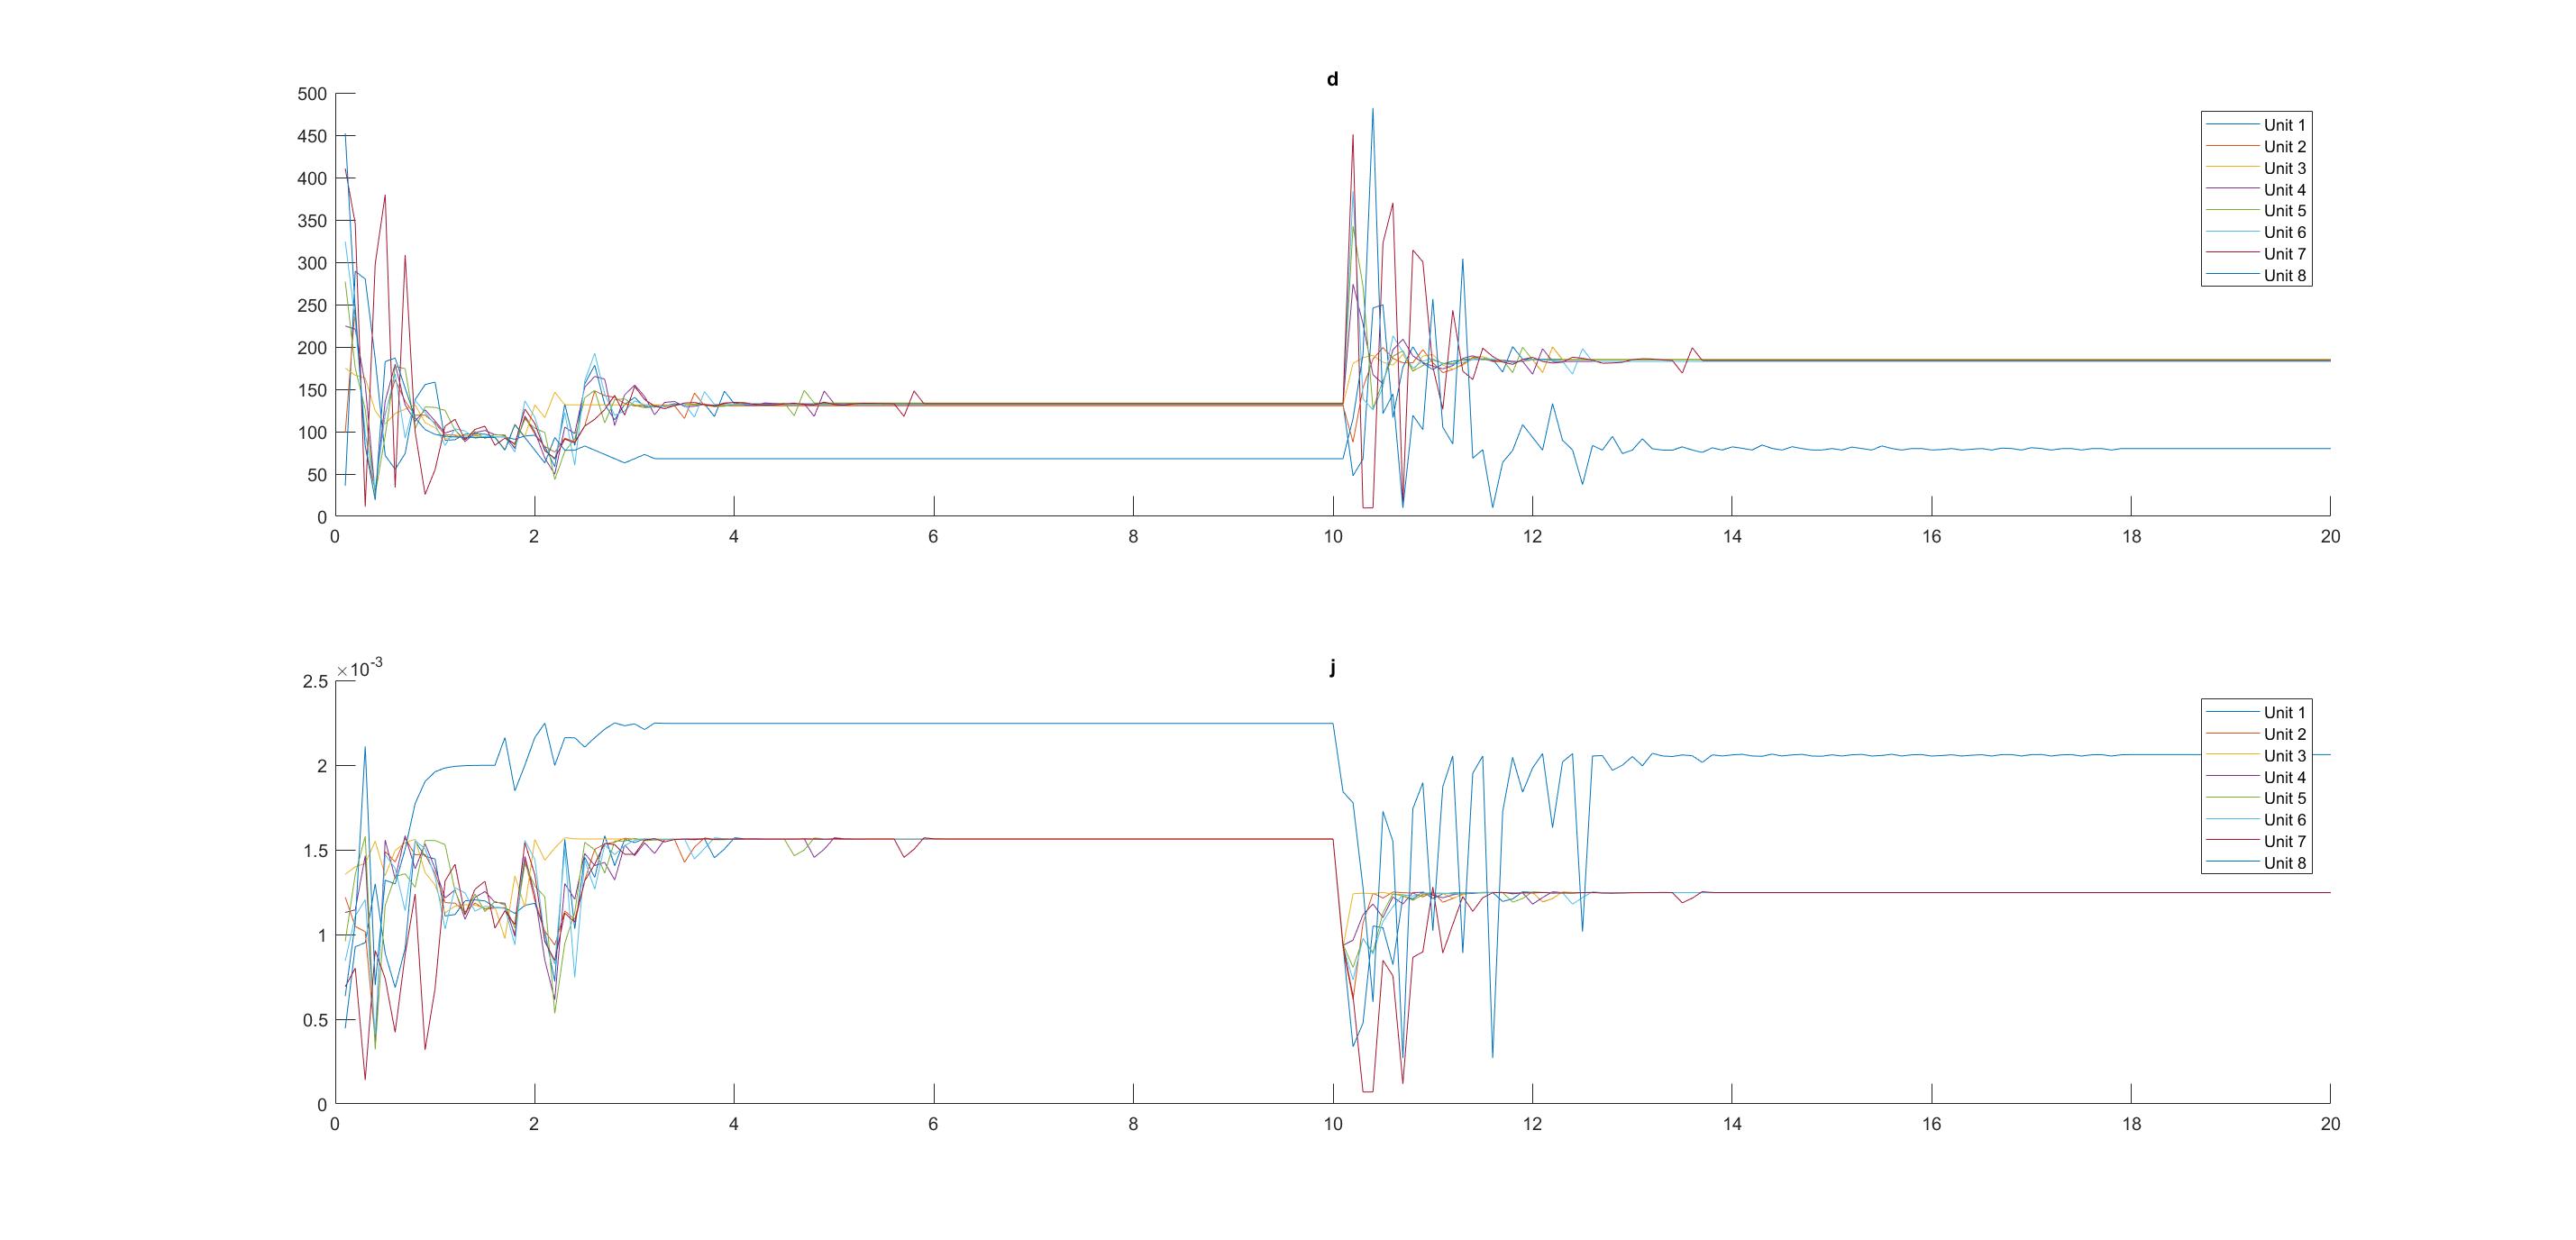 d
500
450
400
350
300
250
200
150
100
50
0
0 2 4 6 8 10 12 14 16 18 20
Unit 1
Unit 2
Unit 3
Unit 4
Unit 5
Unit 6
Unit 7
Unit 8
j
×10⁻³
2.5
2
1.5
1
0.5
0
0 2 4 6 8 10 12 14 16 18 20
Unit 1
Unit 2
Unit 3
Unit 4
Unit 5
Unit 6
Unit 7
Unit 8